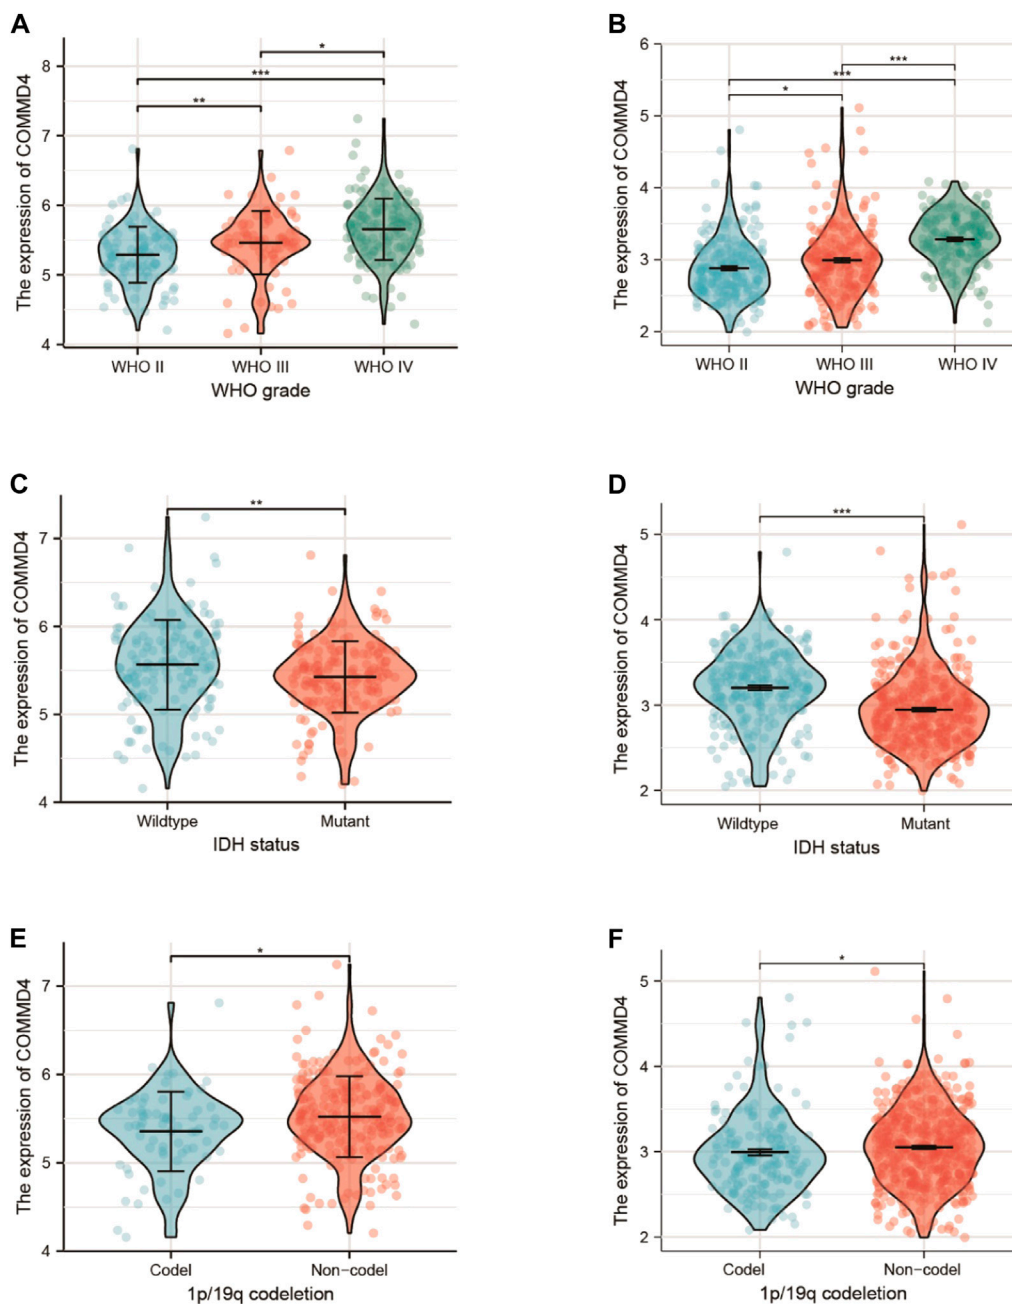 A
The expression of COMMD4
8
7
6
5
4
*
***
**
WHO II WHO III WHO IV
WHO grade
B
The expression of COMMD4
6
5
4
3
2
***
***
*
WHO II WHO III WHO IV
WHO grade
C
The expression of COMMD4
7
6
5
4
**
Wildtype Mutant
IDH status
D
The expression of COMMD4
5
4
3
2
***
Wildtype Mutant
IDH status
E
The expression of COMMD4
7
6
5
4
*
Codel Non-codel
1p/19q codeletion
F
The expression of COMMD4
5
4
3
2
*
Codel Non-codel
1p/19q codeletion